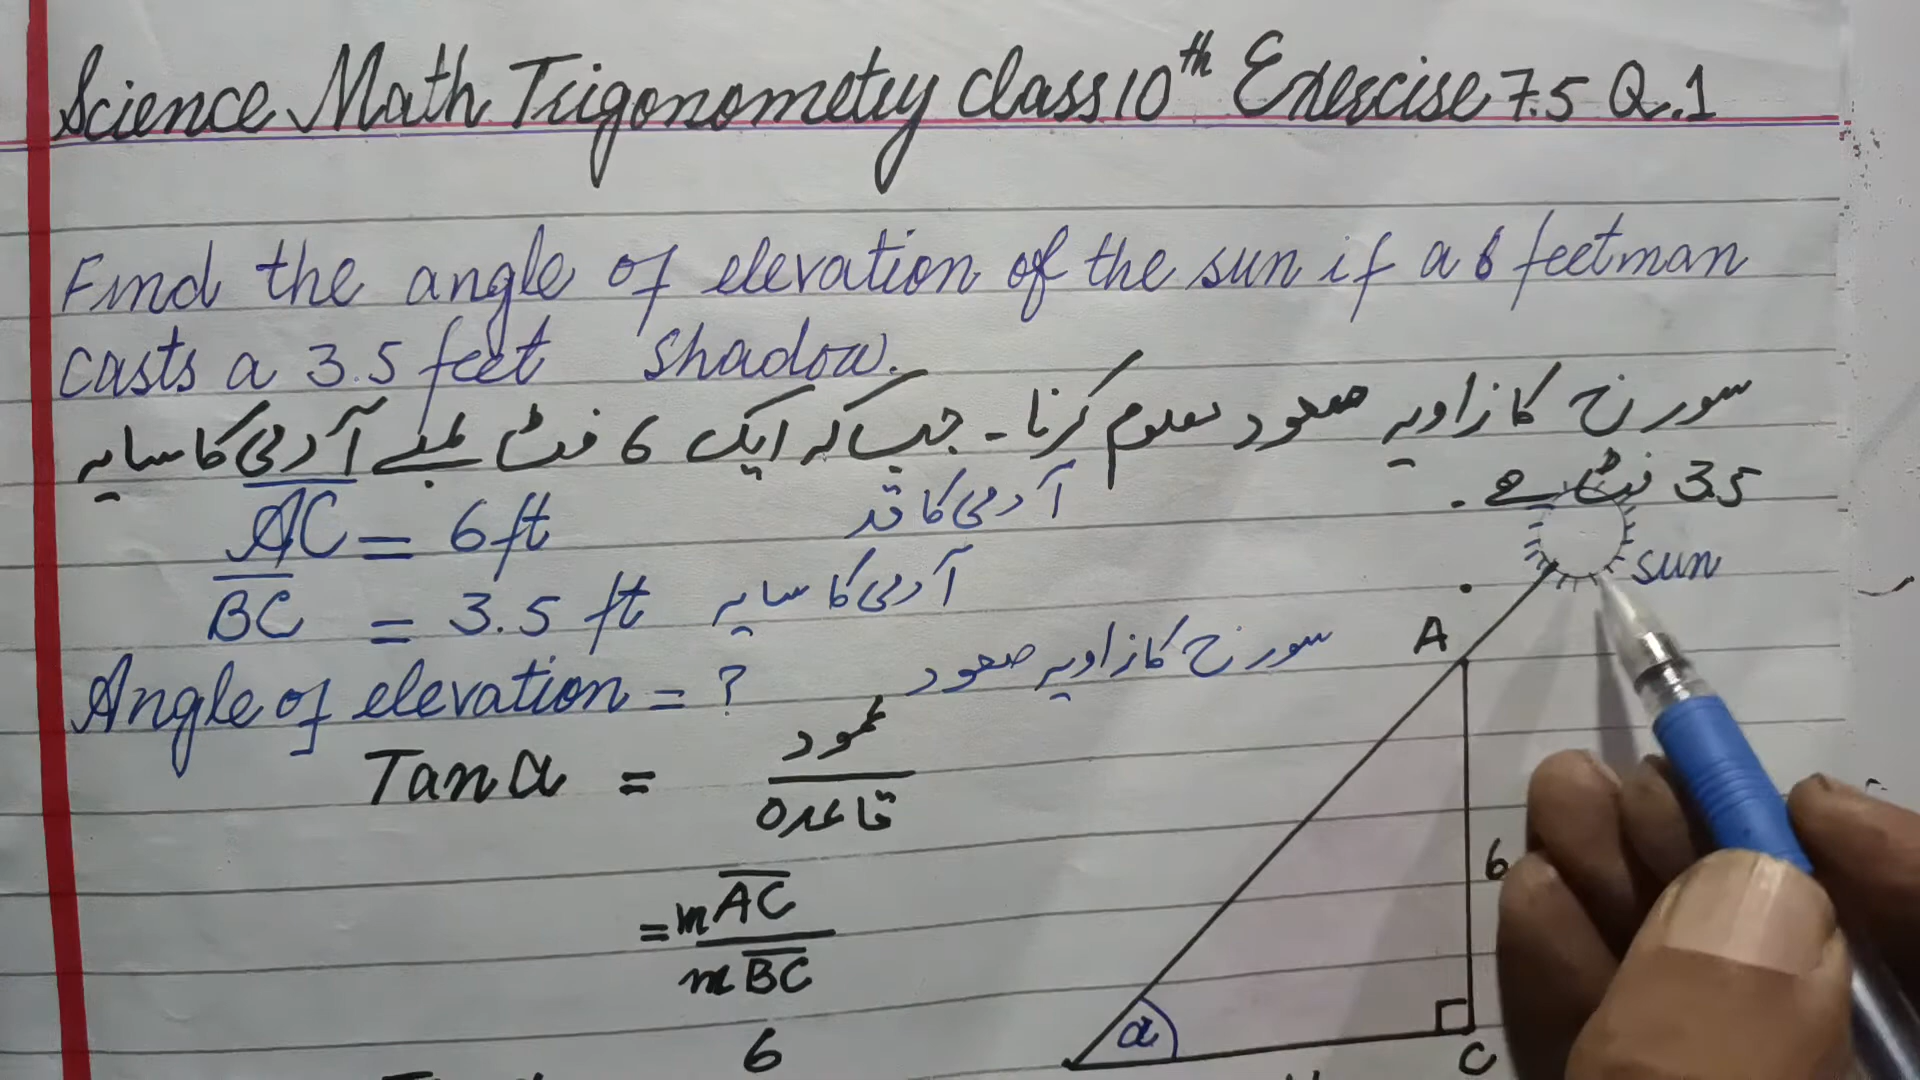 Science Math Trigonometry class 10th Exercise 7.5 Q.1
Find the angle of elevation of the sun if a 6 feet man
casts a 3.5 feet shadow.
سورج کا زاویہ صعود معلوم کرنا۔ جب کہ ایک 6 فٹ لمبے آدمی کا سایہ
3.5 فٹ ہے۔
AC = 6 ft آدمی کا قد
BC = 3.5 ft آدمی کا سایہ
Angle of elevation = ? سورج کا زاویہ صعود
Tan α = عمود
قاعدہ
= mAC
mBC
6
sun
A
6
α
C